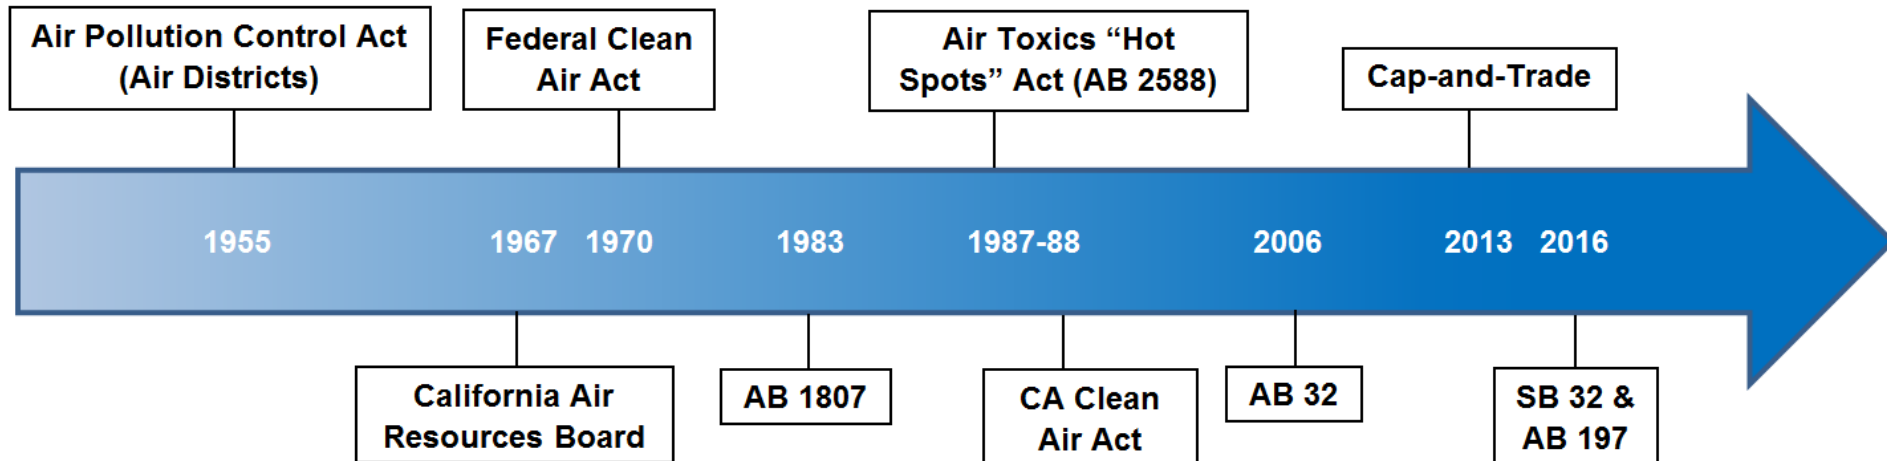 Air Pollution Control Act
(Air Districts)
Federal Clean
Air Act
Air Toxics “Hot
Spots” Act (AB 2588)
Cap-and-Trade
1955
1967
1970
1983
1987-88
2006
2013
2016
California Air
Resources Board
AB 1807
CA Clean
Air Act
AB 32
SB 32 &
AB 197